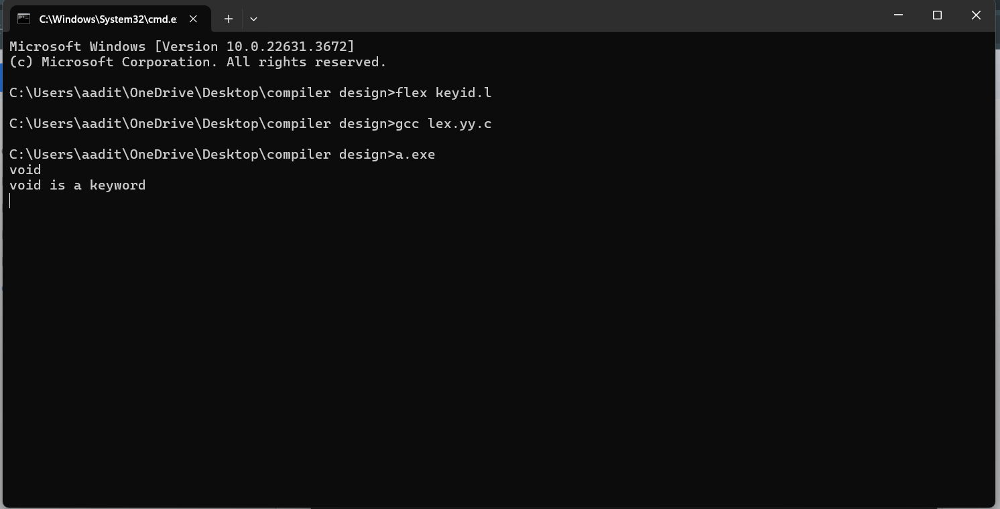 C:\Windows\System32\cmd.e
Microsoft Windows [Version 10.0.22631.3672]
(c) Microsoft Corporation. All rights reserved.
C:\Users\aadit\OneDrive\Desktop\compiler design>flex keyid.l
C:\Users\aadit\OneDrive\Desktop\compiler design>gcc lex.yy.c
C:\Users\aadit\OneDrive\Desktop\compiler design>a.exe
void
void is a keyword